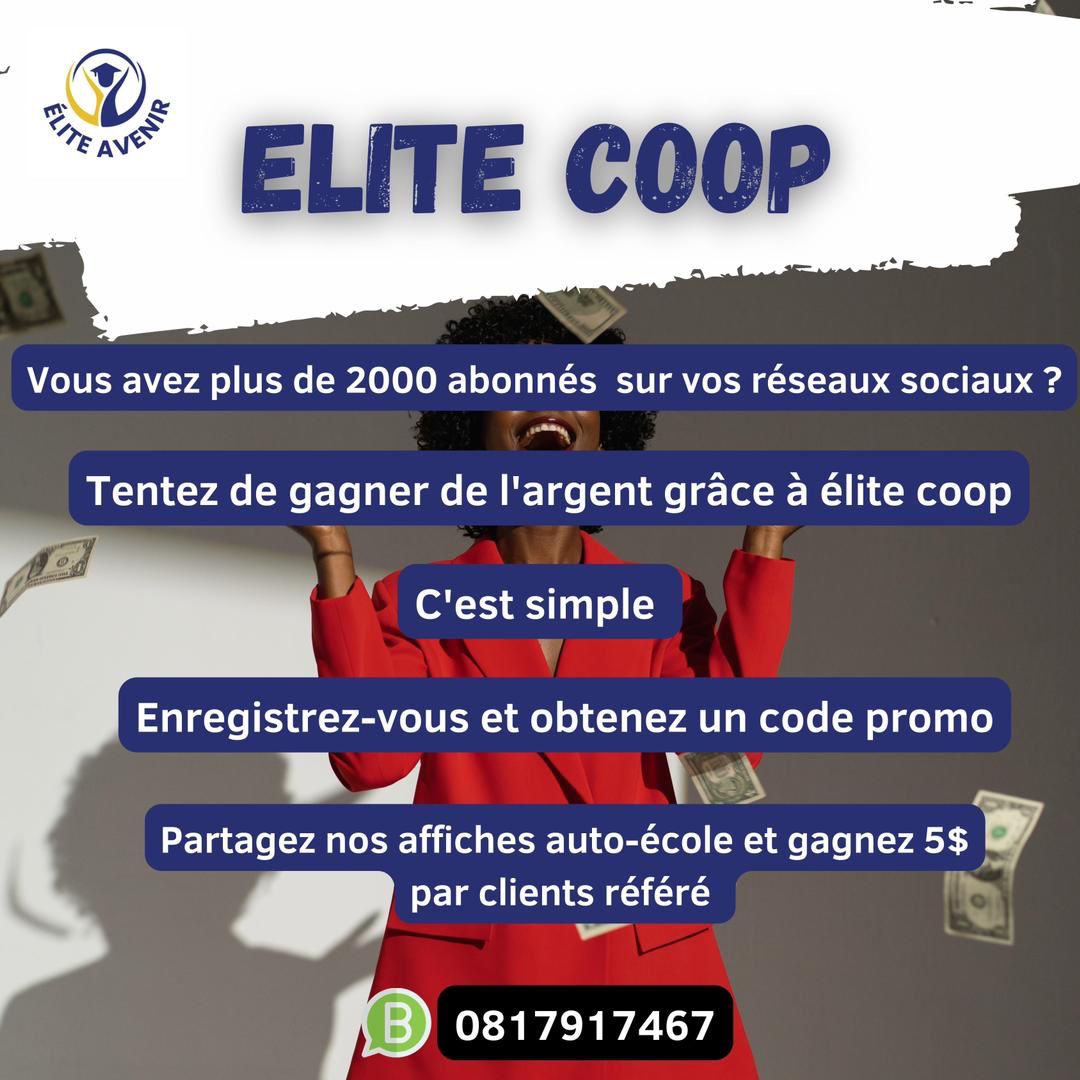 ÉLITE AVENIR
ELITE COOP
Vous avez plus de 2000 abonnés sur vos réseaux sociaux ?
Tentez de gagner de l'argent grâce à élite coop
C'est simple
Enregistrez-vous et obtenez un code promo
Partagez nos affiches auto-école et gagnez 5$
par clients référé
B
0817917467